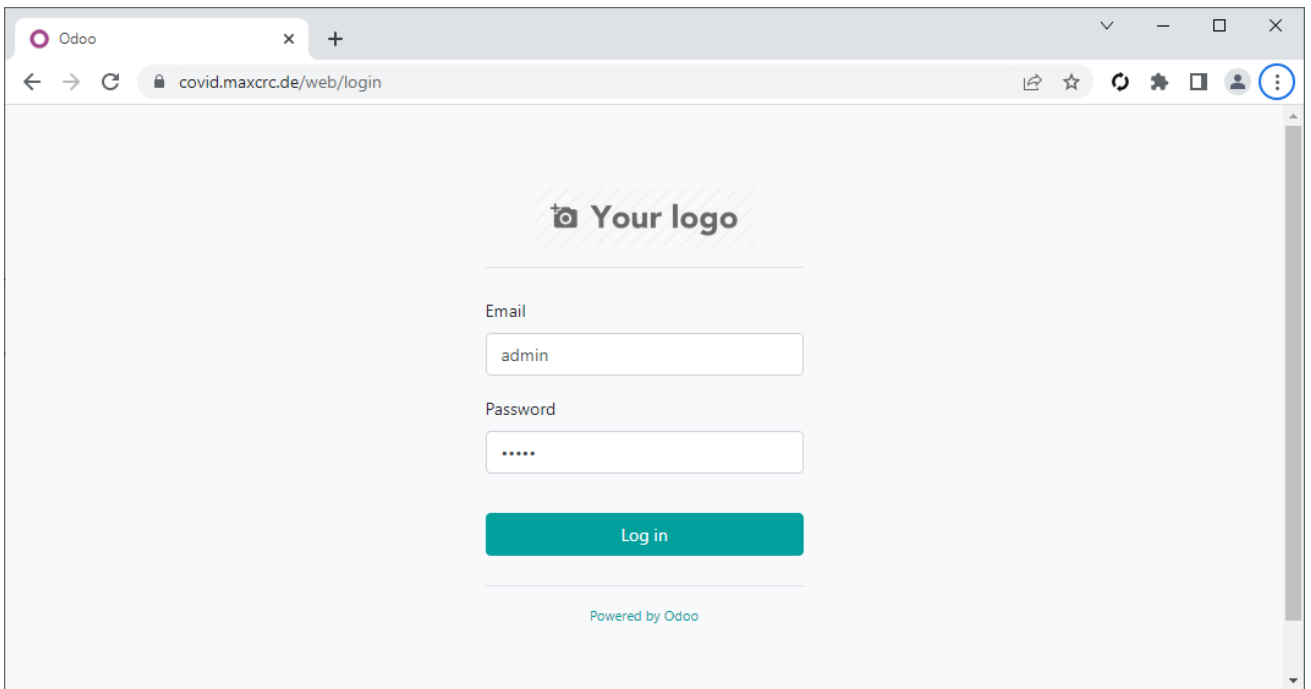 Odoo
covid.maxcrc.de/web/login
Your logo
Email
admin
Password
•••••
Log in
Powered by Odoo